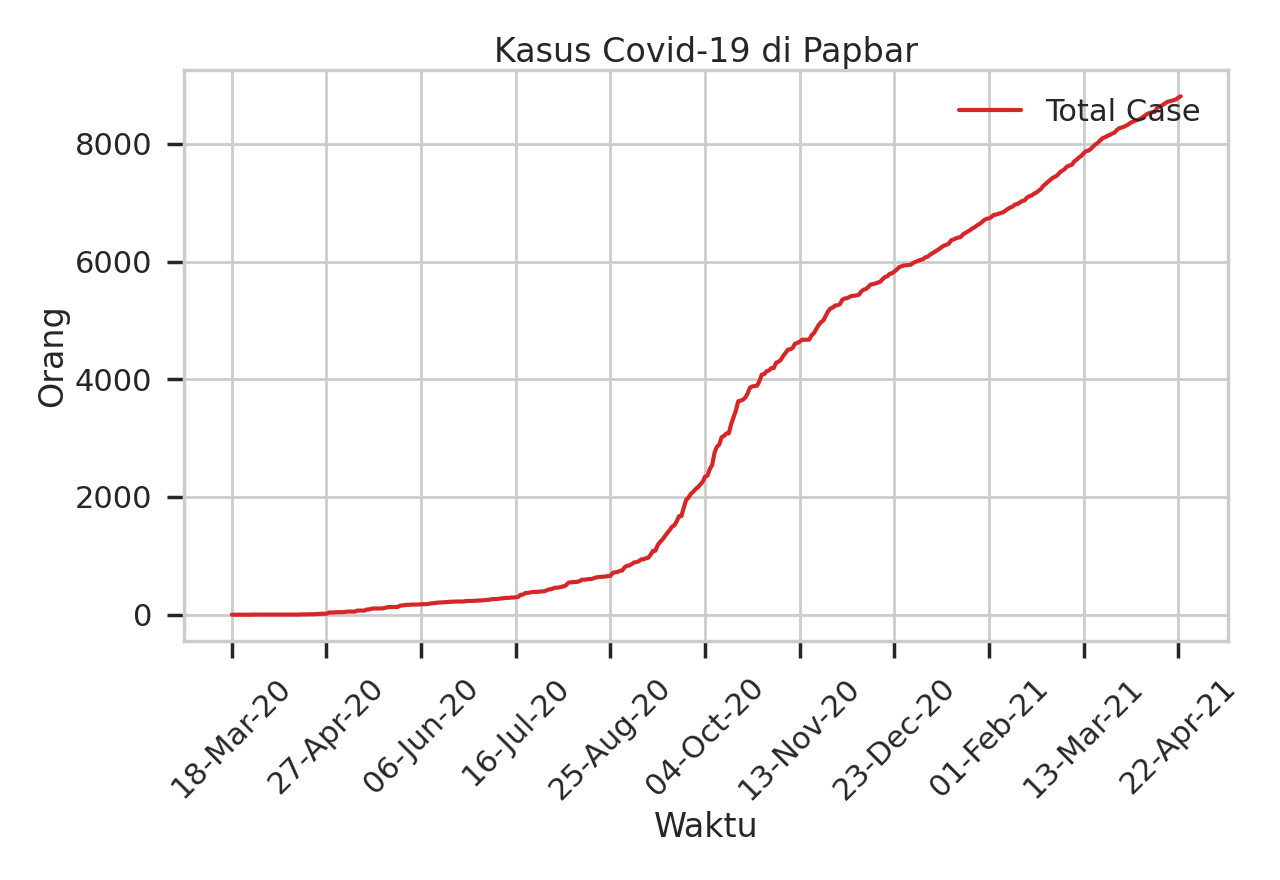 Kasus Covid-19 di Papbar
Total Case
Orang
8000
6000
4000
2000
0
18-Mar-20
27-Apr-20
06-Jun-20
16-Jul-20
25-Aug-20
04-Oct-20
13-Nov-20
23-Dec-20
01-Feb-21
13-Mar-21
22-Apr-21
Waktu